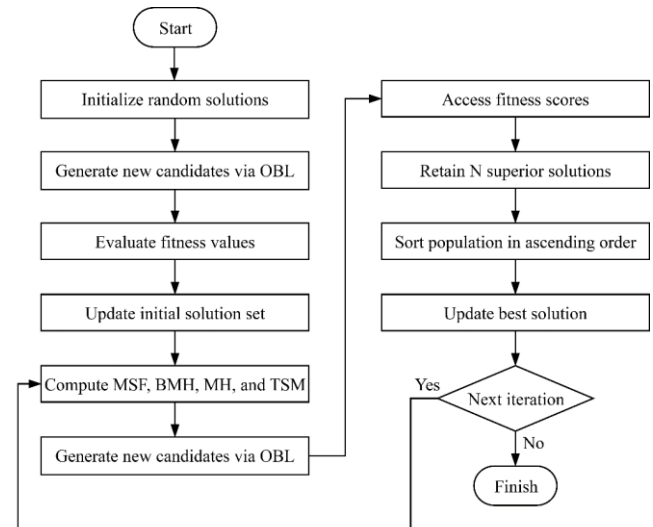 Start
Initialize random solutions
Generate new candidates via OBL
Evaluate fitness values
Update initial solution set
Compute MSF, BMH, MH, and TSM
Generate new candidates via OBL
Access fitness scores
Retain N superior solutions
Sort population in ascending order
Update best solution
Next iteration
Yes
No
Finish